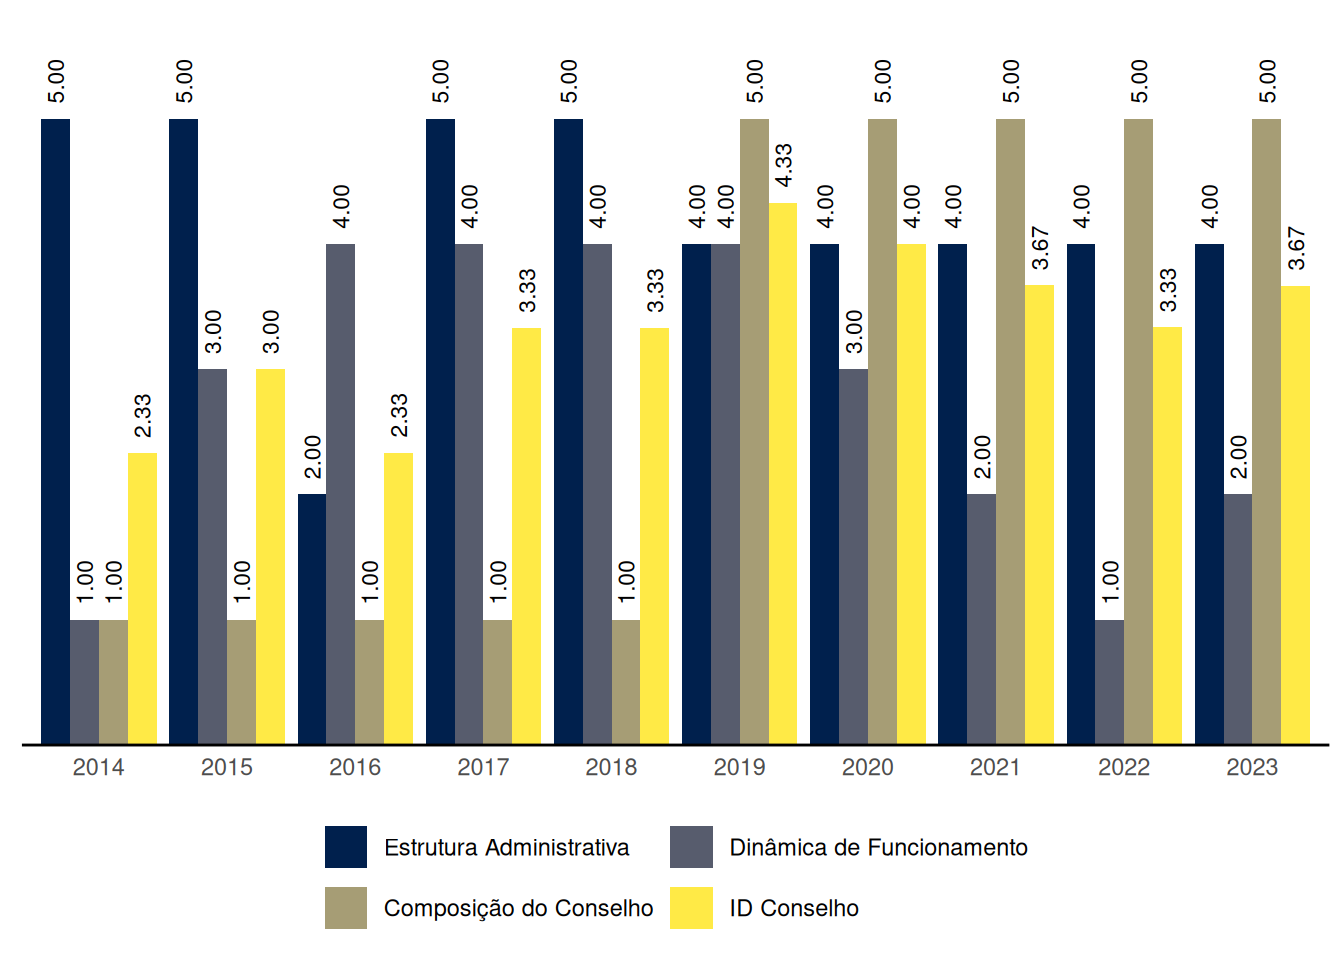 5.00 1.00 1.00 2.33
5.00 3.00 1.00 3.00
2.00 4.00 1.00 2.33
5.00 4.00 1.00 3.33
5.00 4.00 1.00 3.33
4.00 4.00 5.00 4.33
4.00 3.00 5.00 4.00
4.00 2.00 5.00 3.67
4.00 1.00 5.00 3.33
4.00 2.00 5.00 3.67
2014 2015 2016 2017 2018 2019 2020 2021 2022 2023
Estrutura Administrativa Dinâmica de Funcionamento
Composição do Conselho ID Conselho